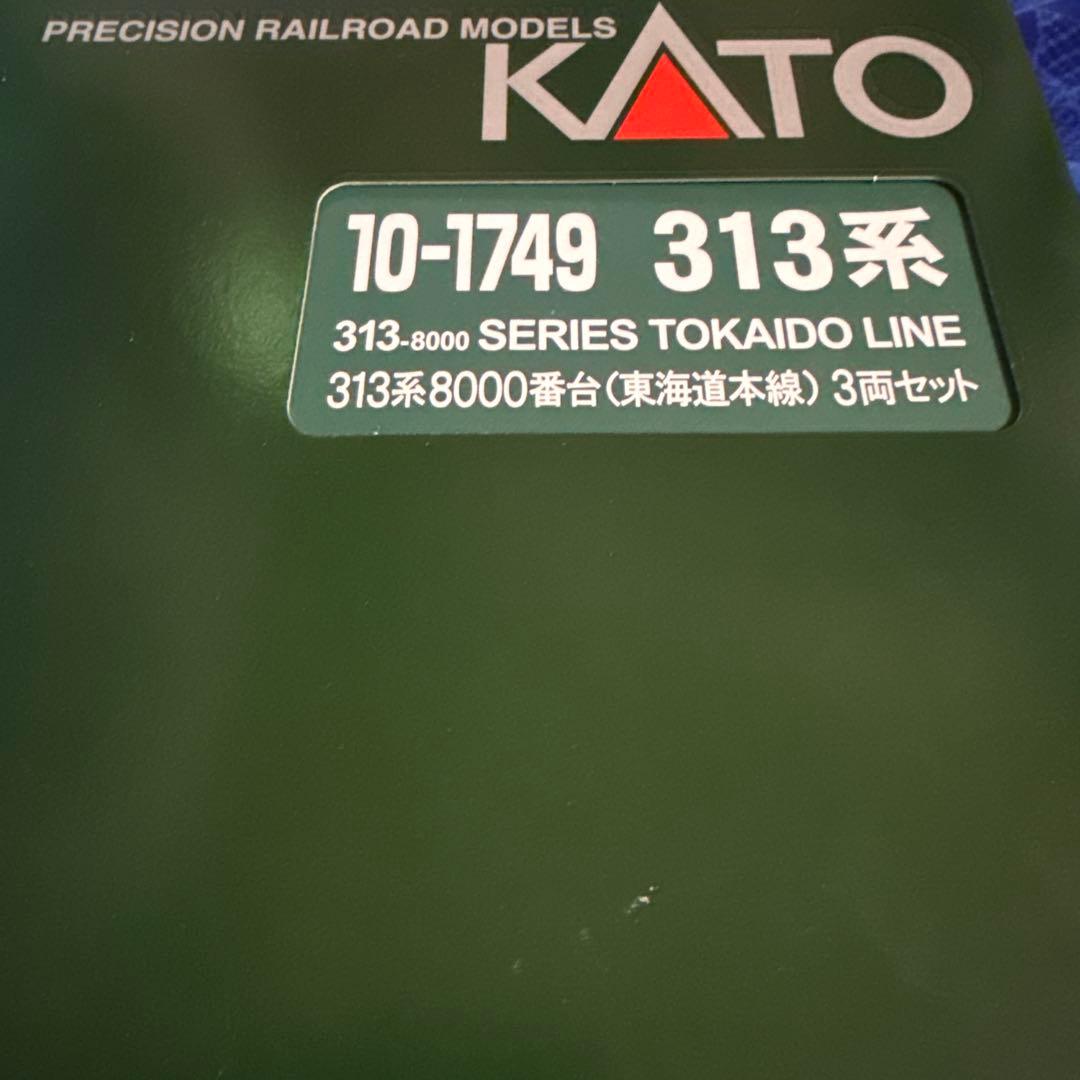 PRECISION RAILROAD MODELS
KATO
10-1749 313系
313-8000 SERIES TOKAIDO LINE
313系8000番台(東海道本線) 3両セット